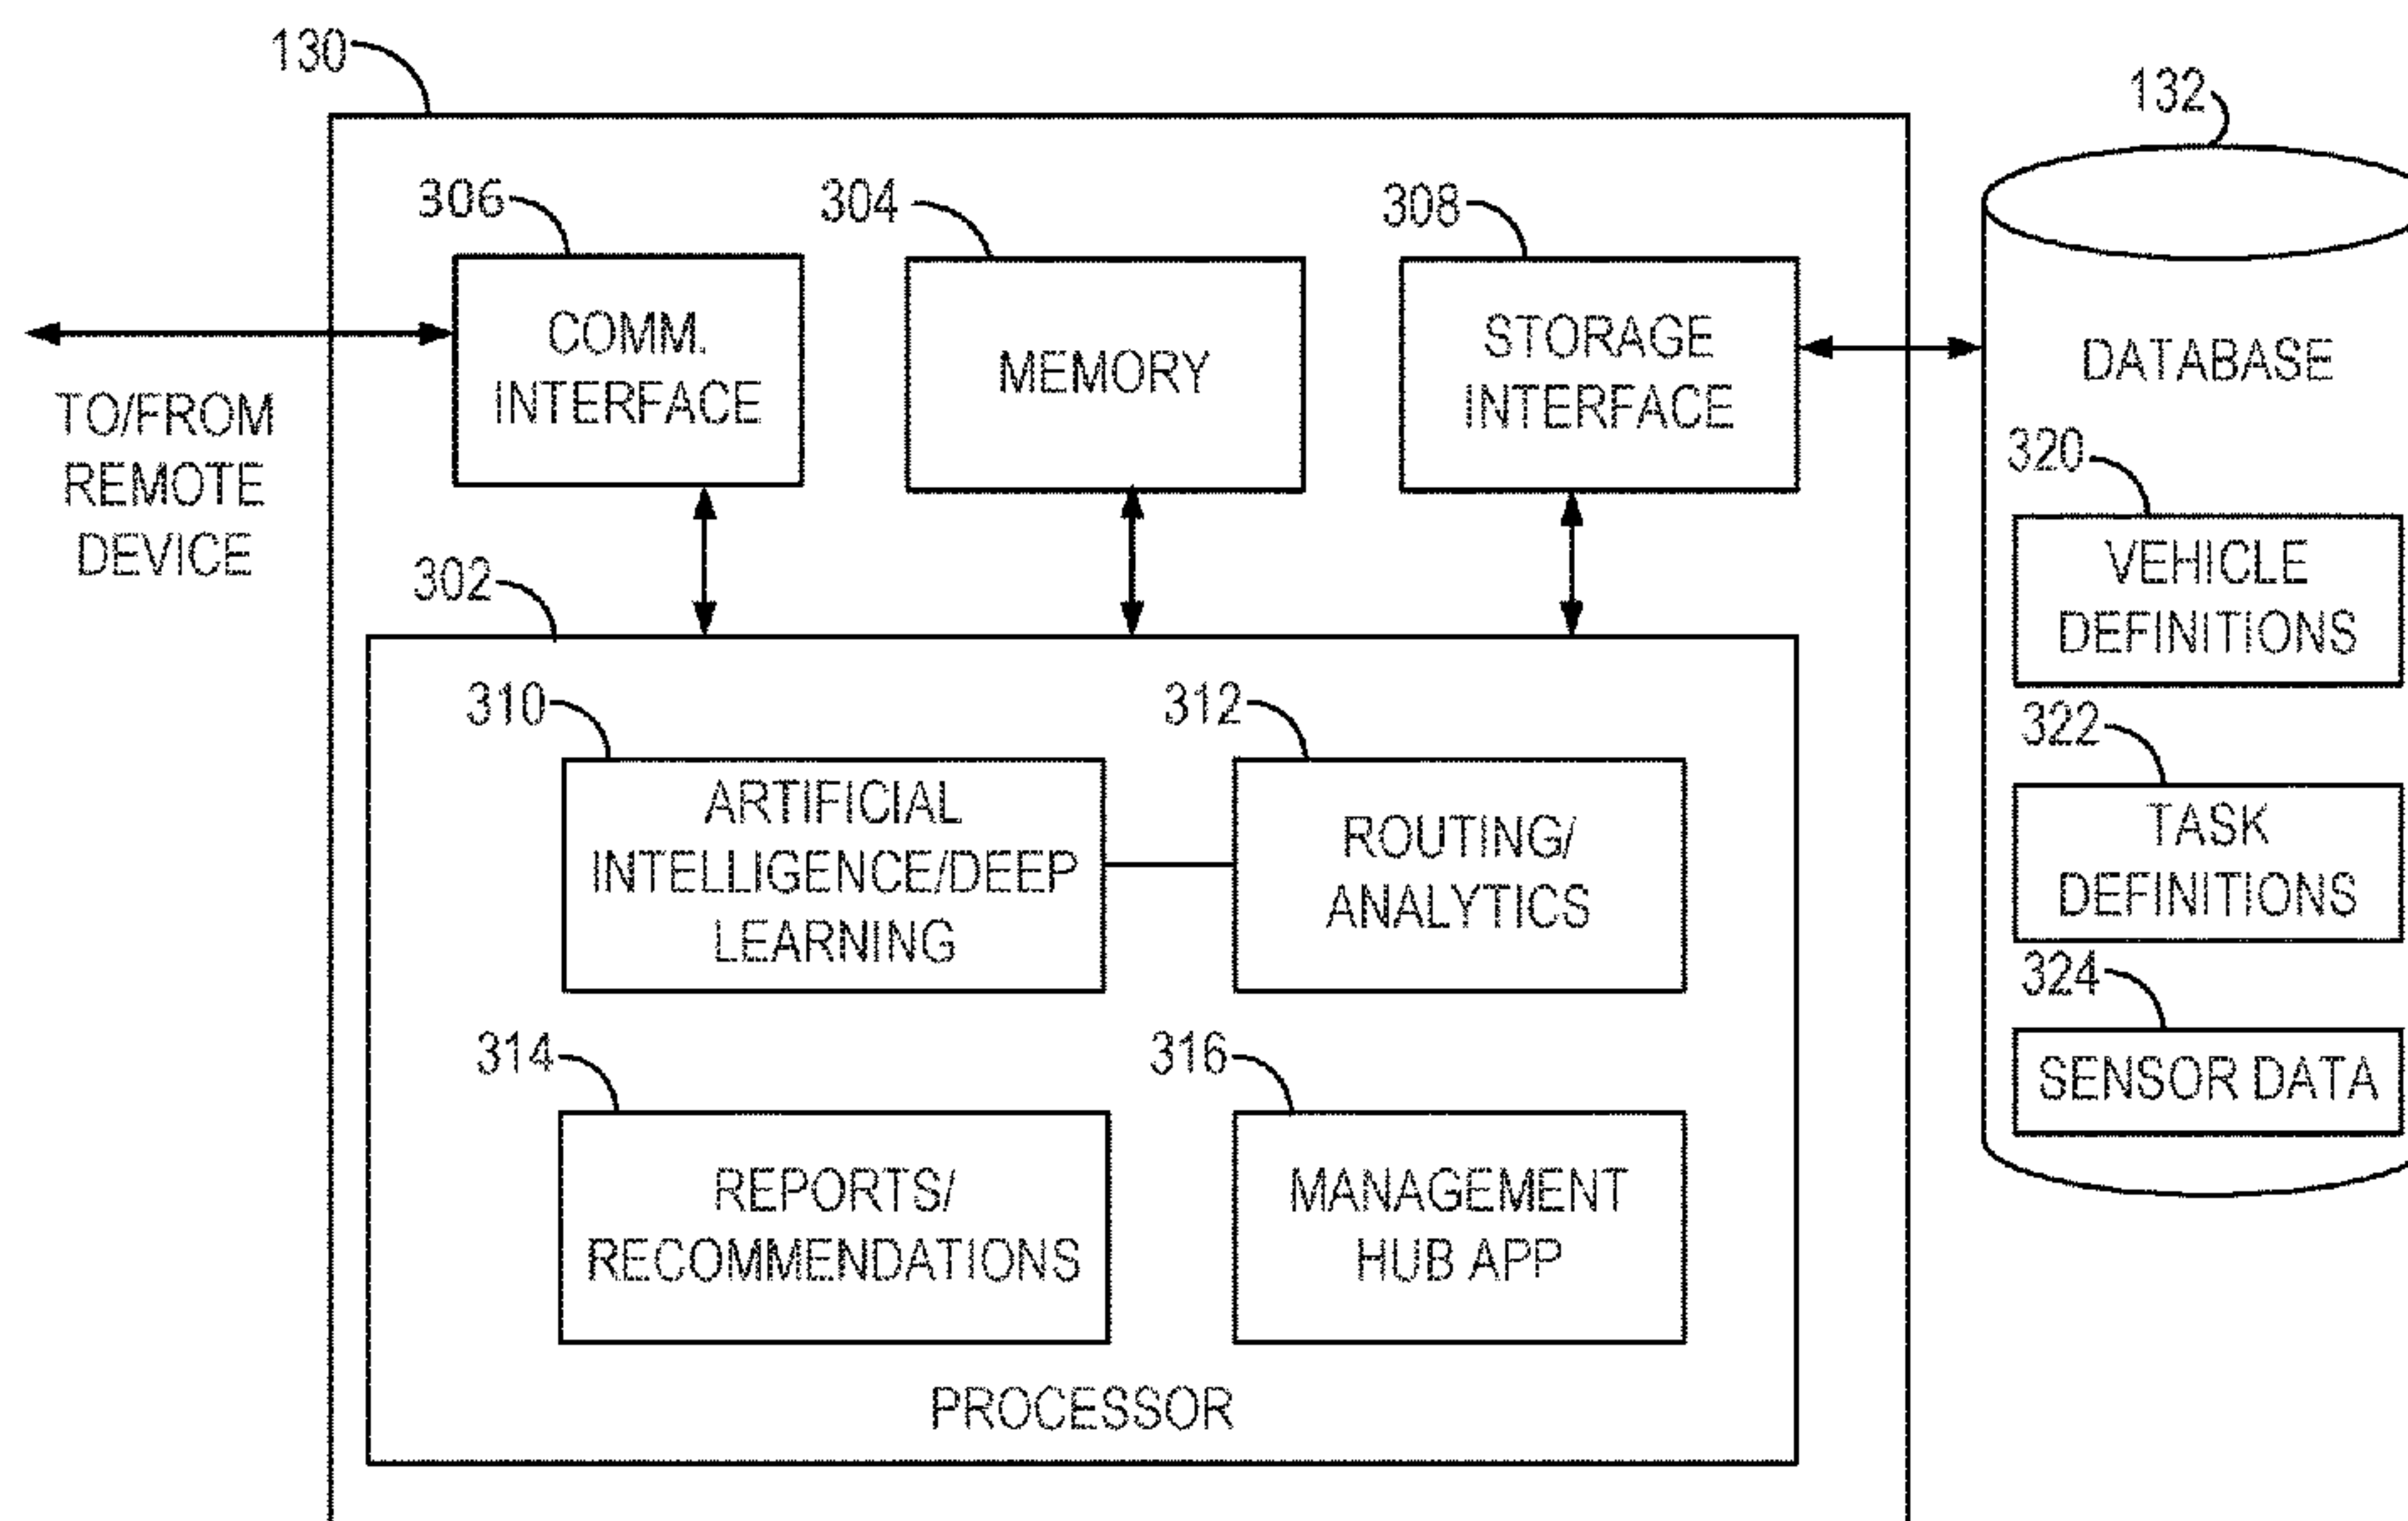 130
132
306
304
308
COMM.
INTERFACE
MEMORY
STORAGE
INTERFACE
DATABASE
TO/FROM
REMOTE
DEVICE
320
VEHICLE
DEFINITIONS
302
310
312
322
ARTIFICIAL
INTELLIGENCE/DEEP
LEARNING
ROUTING/
ANALYTICS
TASK
DEFINITIONS
324
314
316
SENSOR DATA
REPORTS/
RECOMMENDATIONS
MANAGEMENT
HUB APP
PROCESSOR